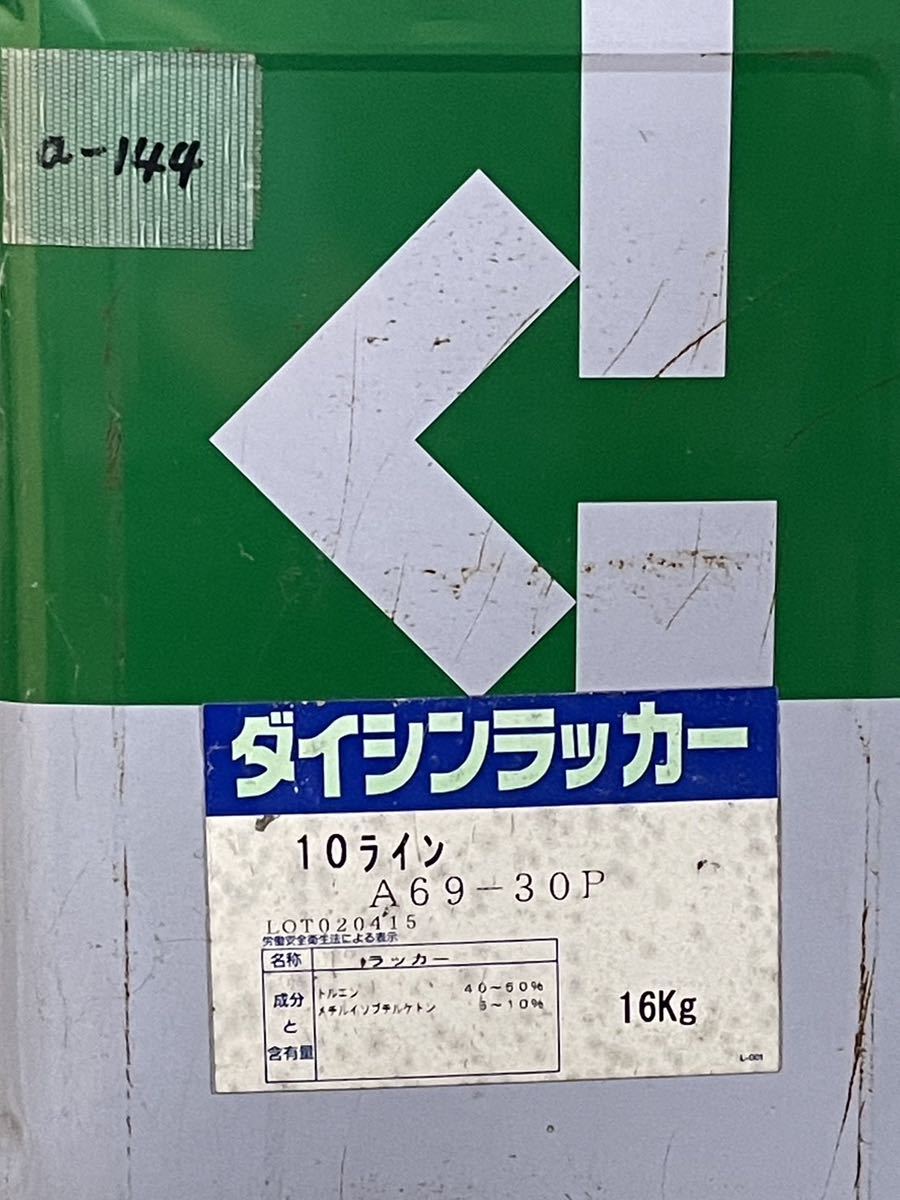 a-144
ダイシンラッカー
10ライン
A69-30P
LOT020415
労働安全衛生法による表示
名称 ラッカー
成分と含有量
トルエン 40~50%
メチルイソブチルケトン 5~10%
16Kg
L-001